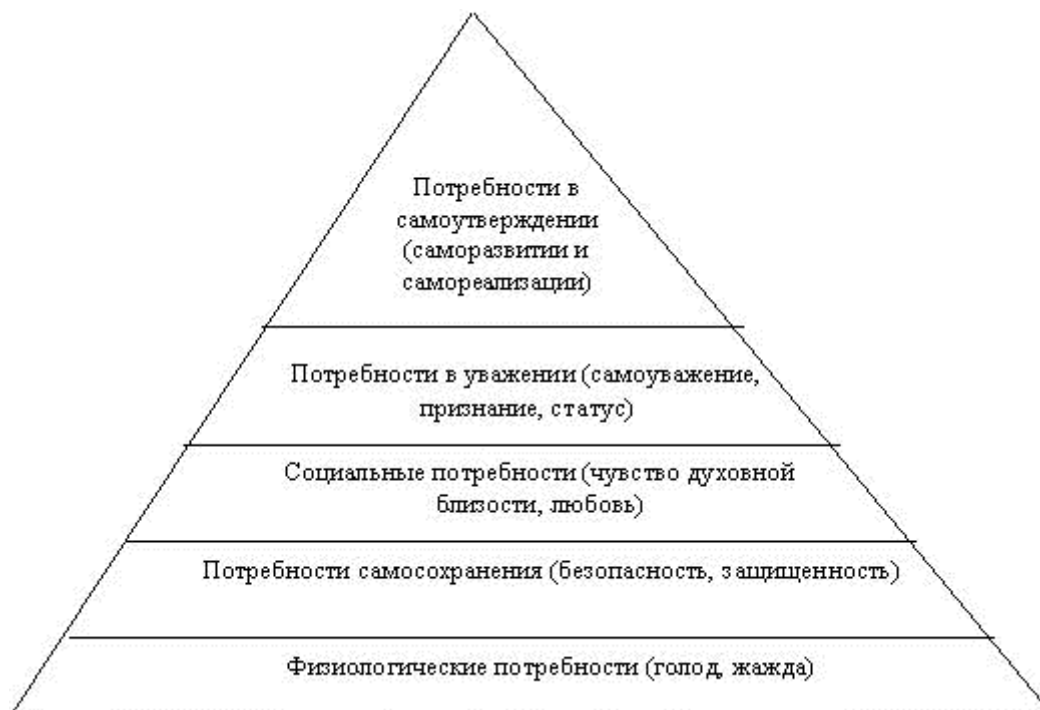 Потребности в
самоутверждении
(саморазвитии и
самореализации)
Потребности в уважении (самоуважение,
признание, статус)
Социальные потребности (чувство духовной
близости, любовь)
Потребности самосохранения (безопасность, защищенность)
Физиологические потребности (голод, жажда)